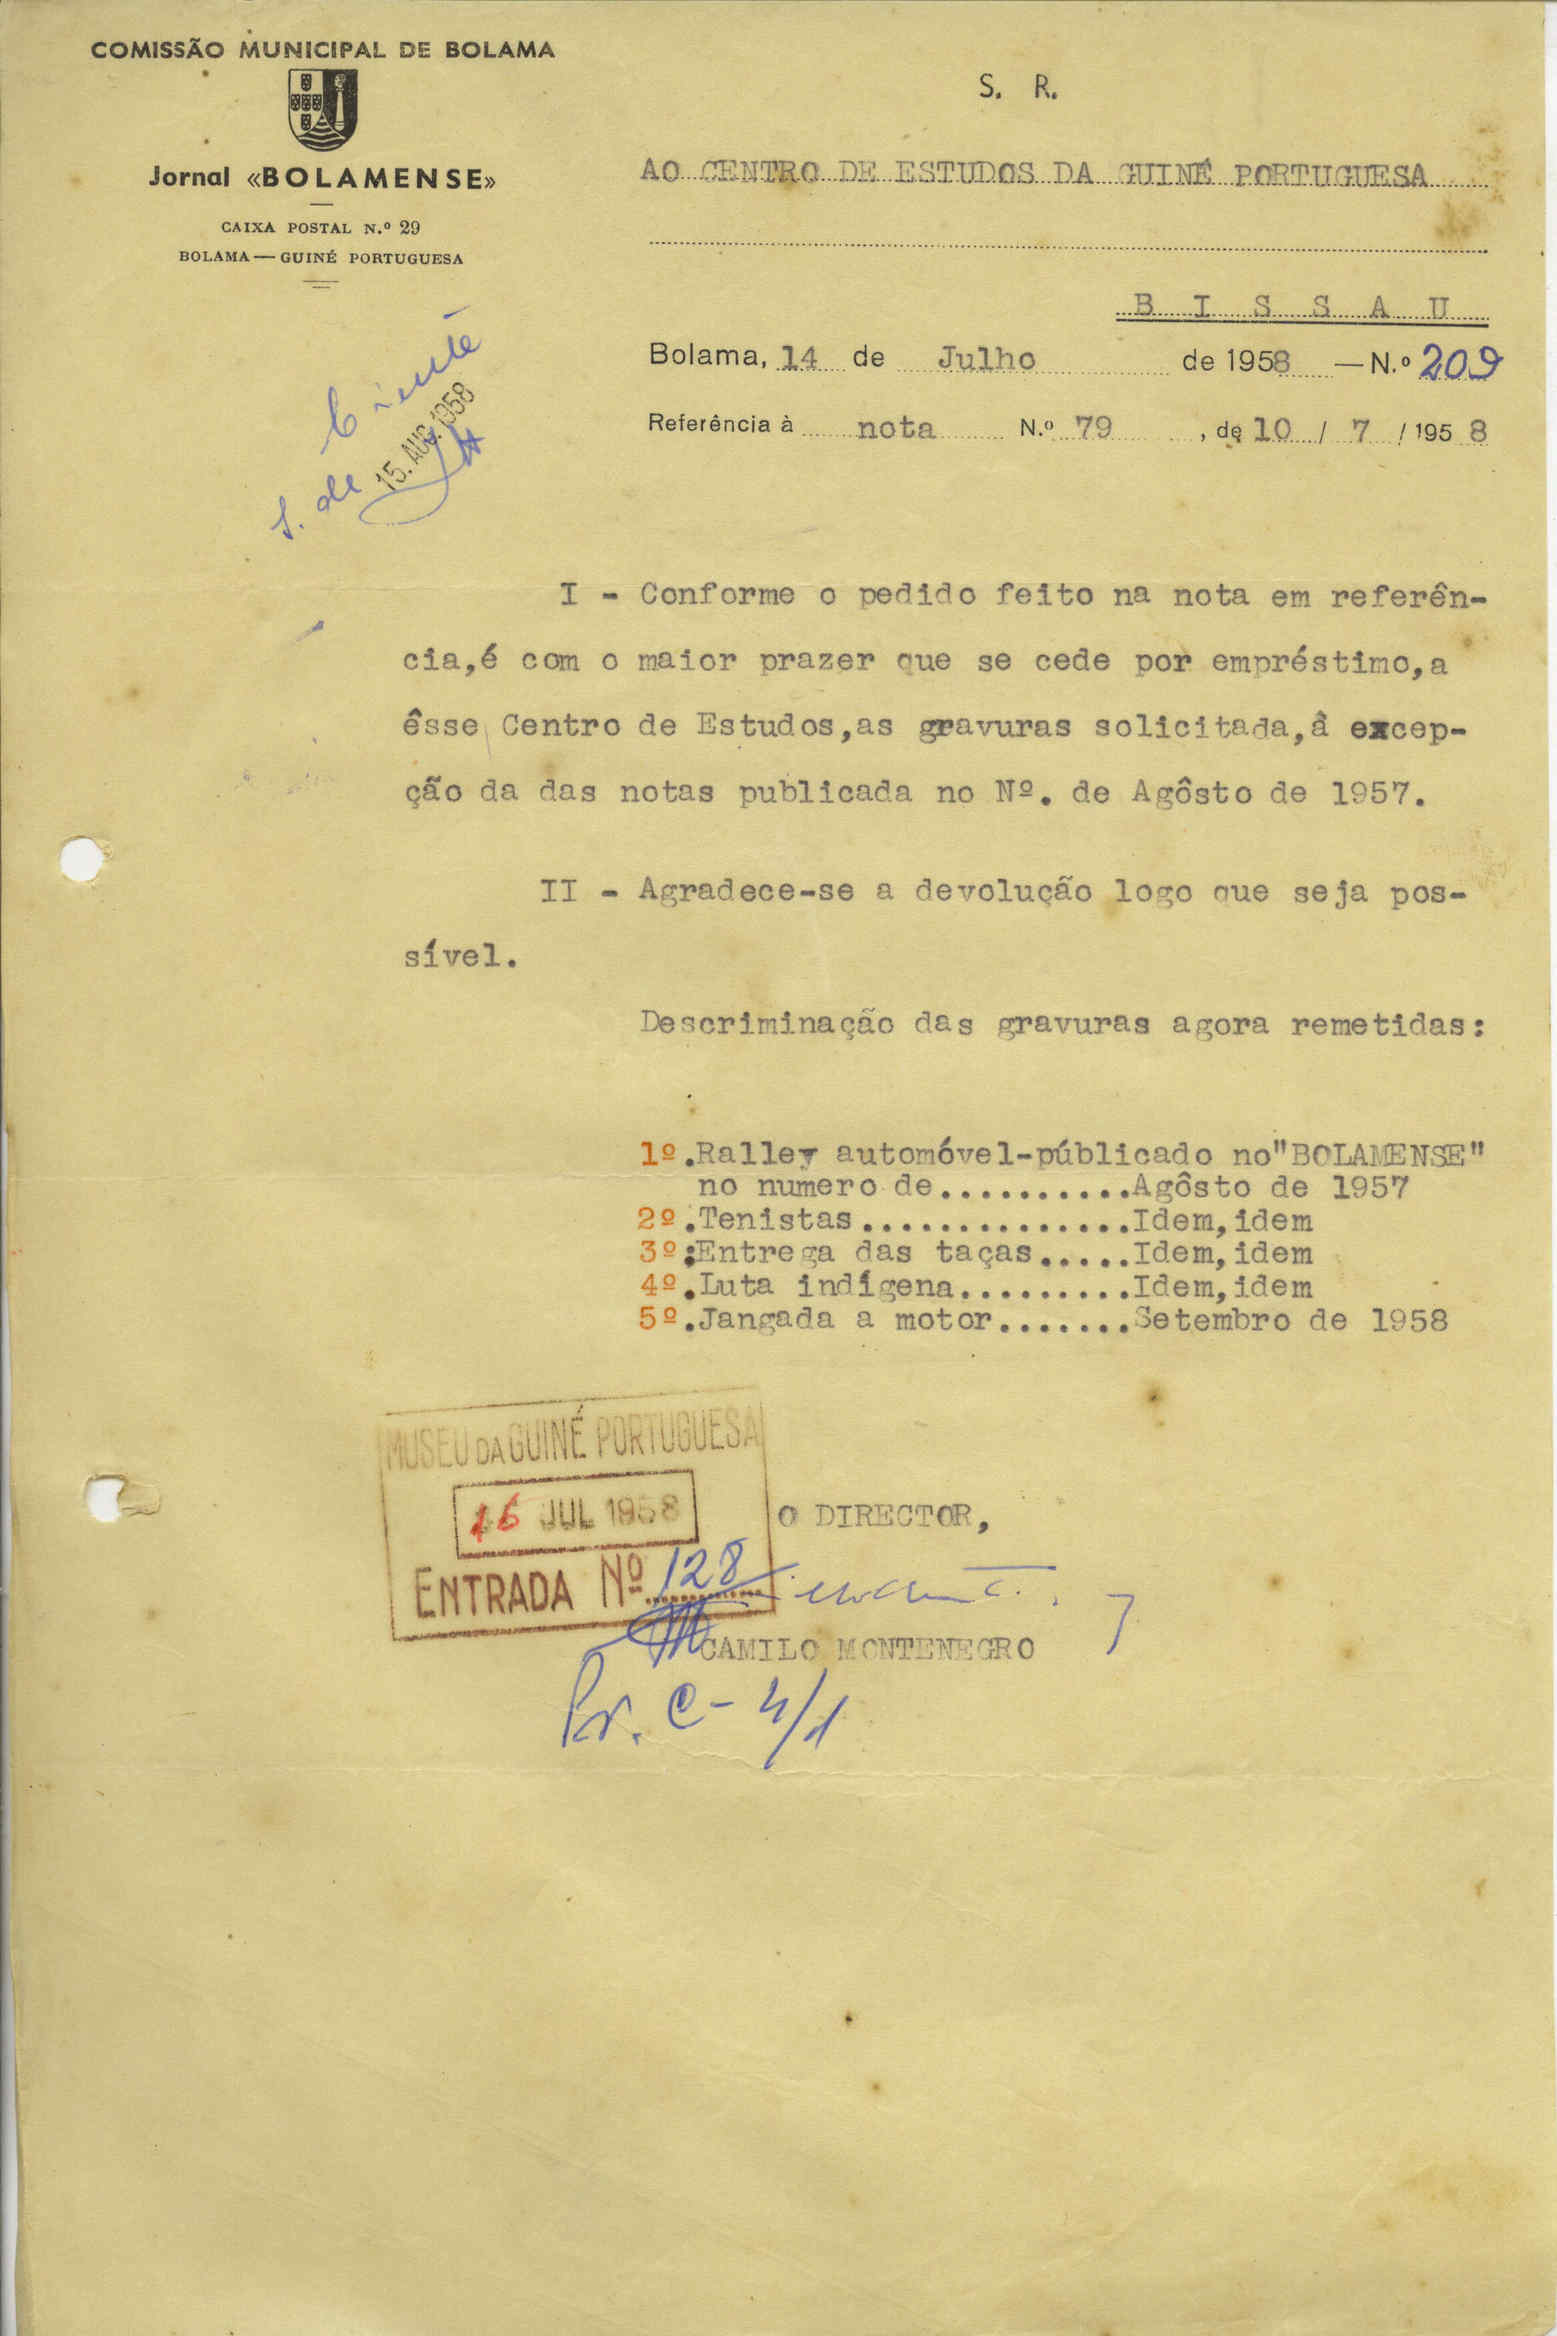 COMISSÃO MUNICIPAL DE BOLAMA
Jornal «BOLAMENSE»
CAIXA POSTAL N.º 29
BOLAMA — GUINÉ PORTUGUESA
S. R.
AO CENTRO DE ESTUDOS DA GUINÉ PORTUGUESA
B I S S A U
Bolama, 14 de Julho de 1958 — N.º 209
Referência à nota N.º 79, de 10 / 7 / 1958
Ciente
S. de
15. AUG. 1958
I - Conforme o pedido feito na nota em referên-
cia,é com o maior prazer que se cede por empréstimo,a
êsse Centro de Estudos,as gravuras solicitada,à excep-
ção da das notas publicada no Nº. de Agôsto de 1957.
II - Agradece-se a devolução logo que seja pos-
sível.
Descriminação das gravuras agora remetidas:
1º.Ralley automóvel-públicado no"BOLAMENSE"
no numero de..........Agôsto de 1957
2º.Tenistas..............Idem,idem
3º;Entrega das taças.....Idem,idem
4º.Luta indígena.........Idem,idem
5º.Jangada a motor.......Setembro de 1958
MUSEU DA GUINÉ PORTUGUESA
16 JUL 1958
ENTRADA Nº 128
O DIRECTOR,
CAMILO MONTENEGRO
Pr. C-4/1